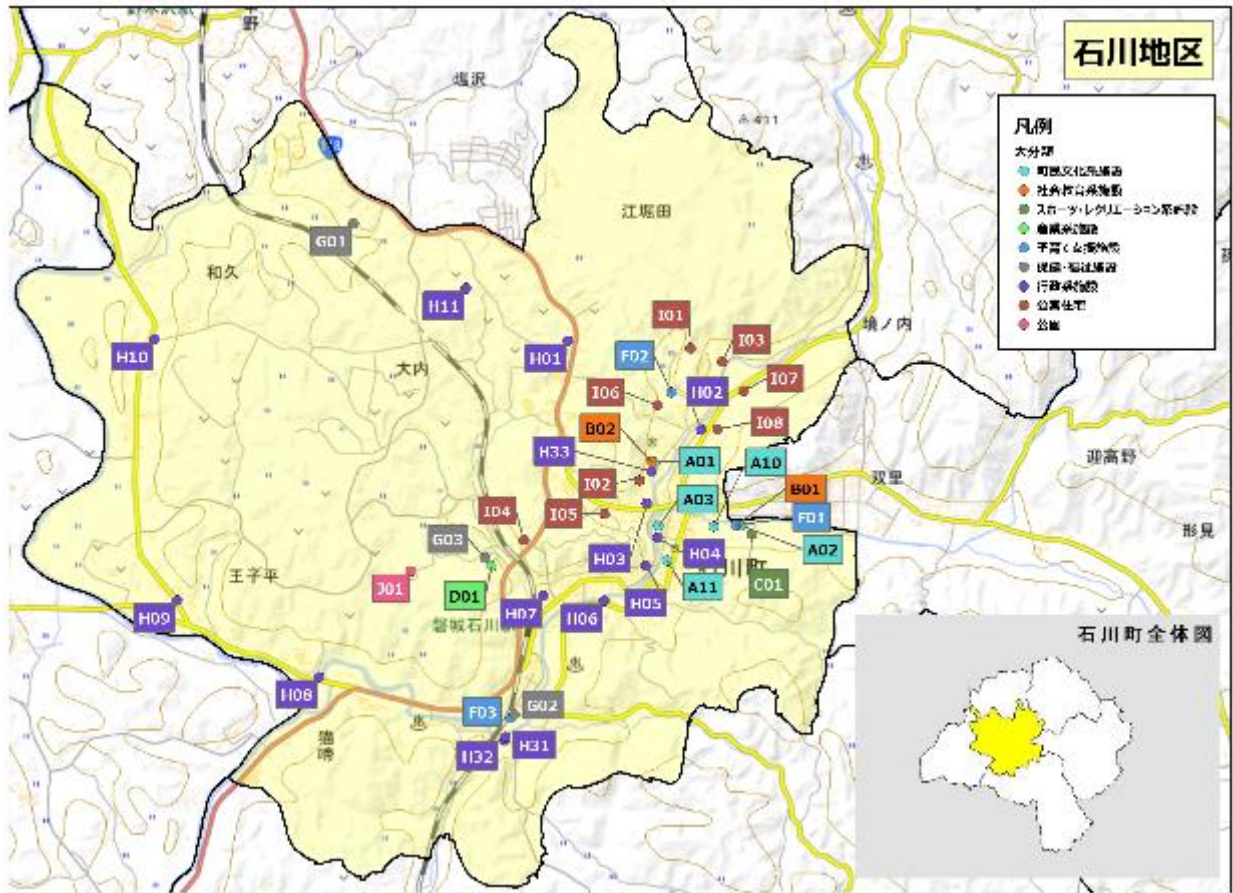 石川地区
凡例
大分類
町民文化系施設
社会教育系施設
スポーツ・レクリエーション系施設
産業系施設
子育て支援施設
保健・福祉施設
行政系施設
公営住宅
公園
塩沢
411
江堀田
G01
和久
H11
I01
境ノ内
H10
H01
F02
I03
大内
I06
H02
I07
B02
I08
H33
A01
A10
迎高野
I02
双里
A03
B01
I04
I05
F01
形見
G03
H03
H04
A02
王子平
J01
D01
H05
A11
C01
H09
H07
H06
磐城石川
石川町全体図
H08
F03
G02
猫啼
H32
H31